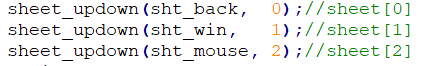 sheet_updown(sht_back,  0);//sheet[0]
sheet_updown(sht_win,   1);//sheet[1]
sheet_updown(sht_mouse, 2);//sheet[2]